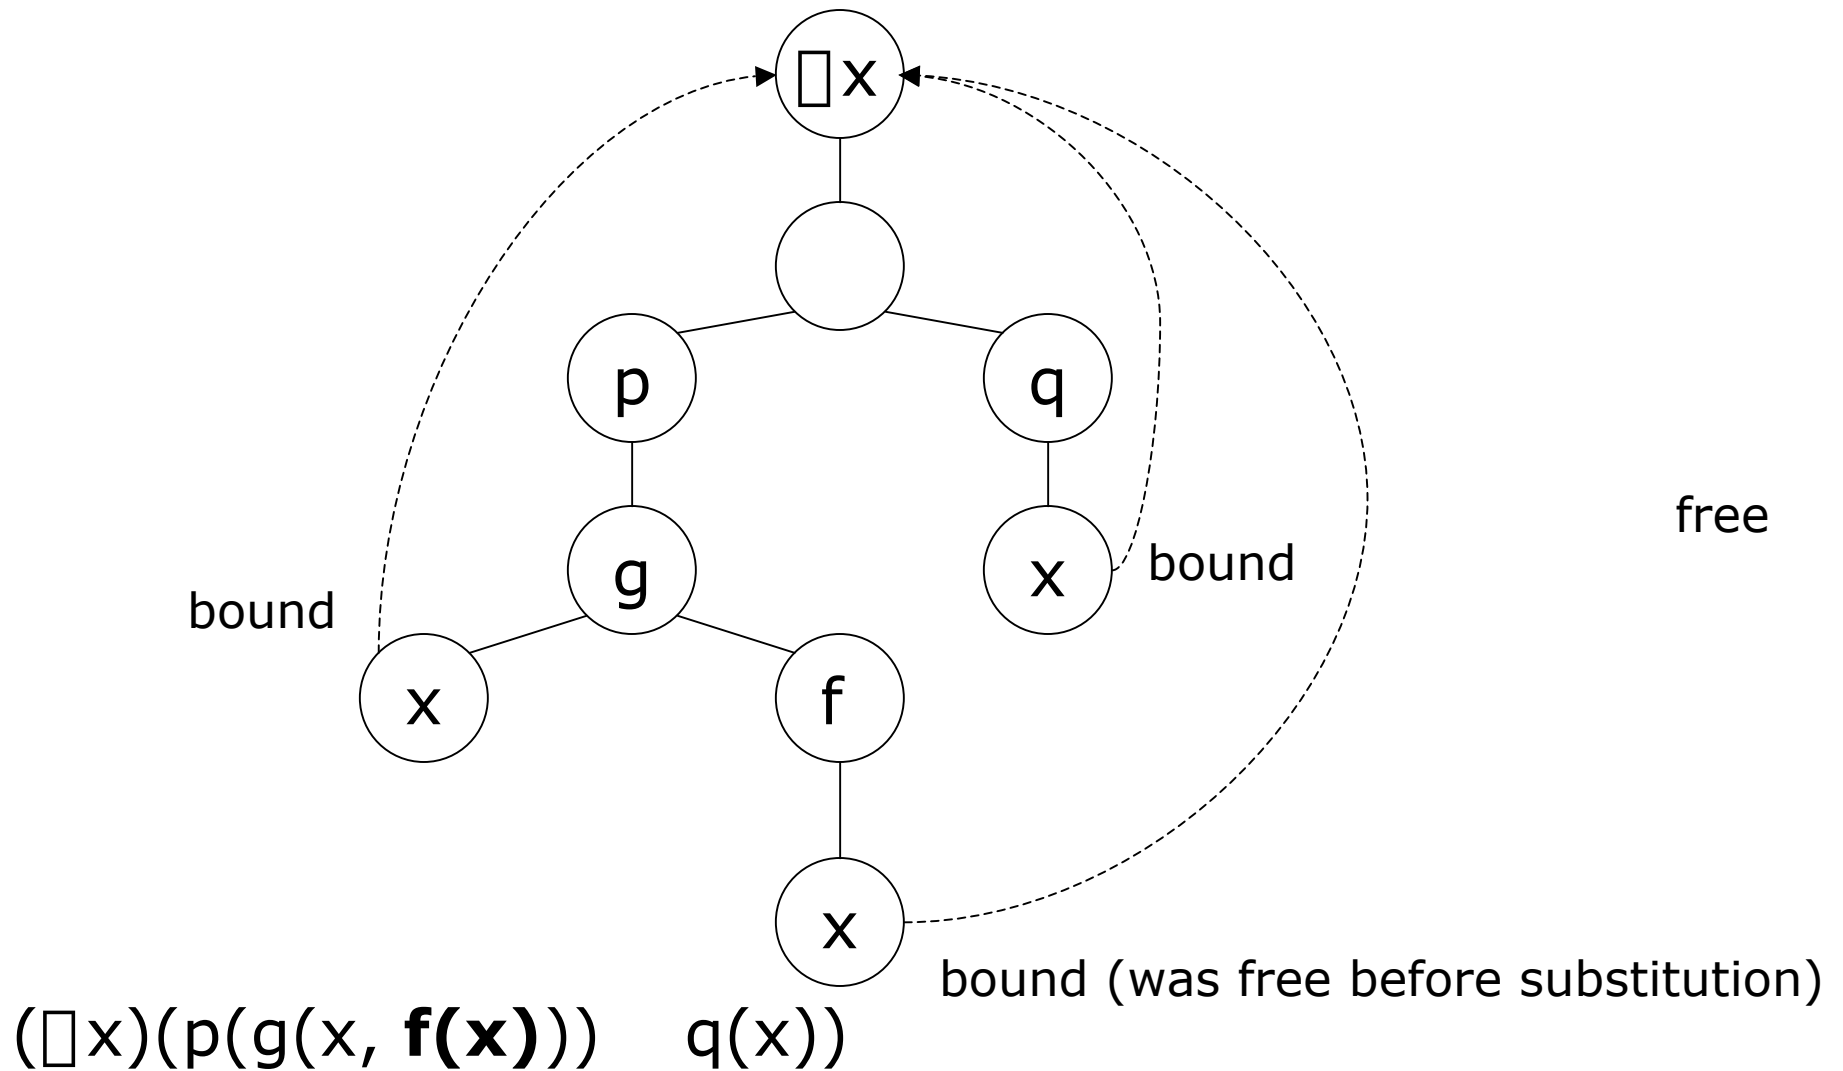 ▯x
p
q
free
g
x
bound
bound
x
f
x
bound (was free before substitution)
(▯x)(p(g(x, f(x))) q(x))